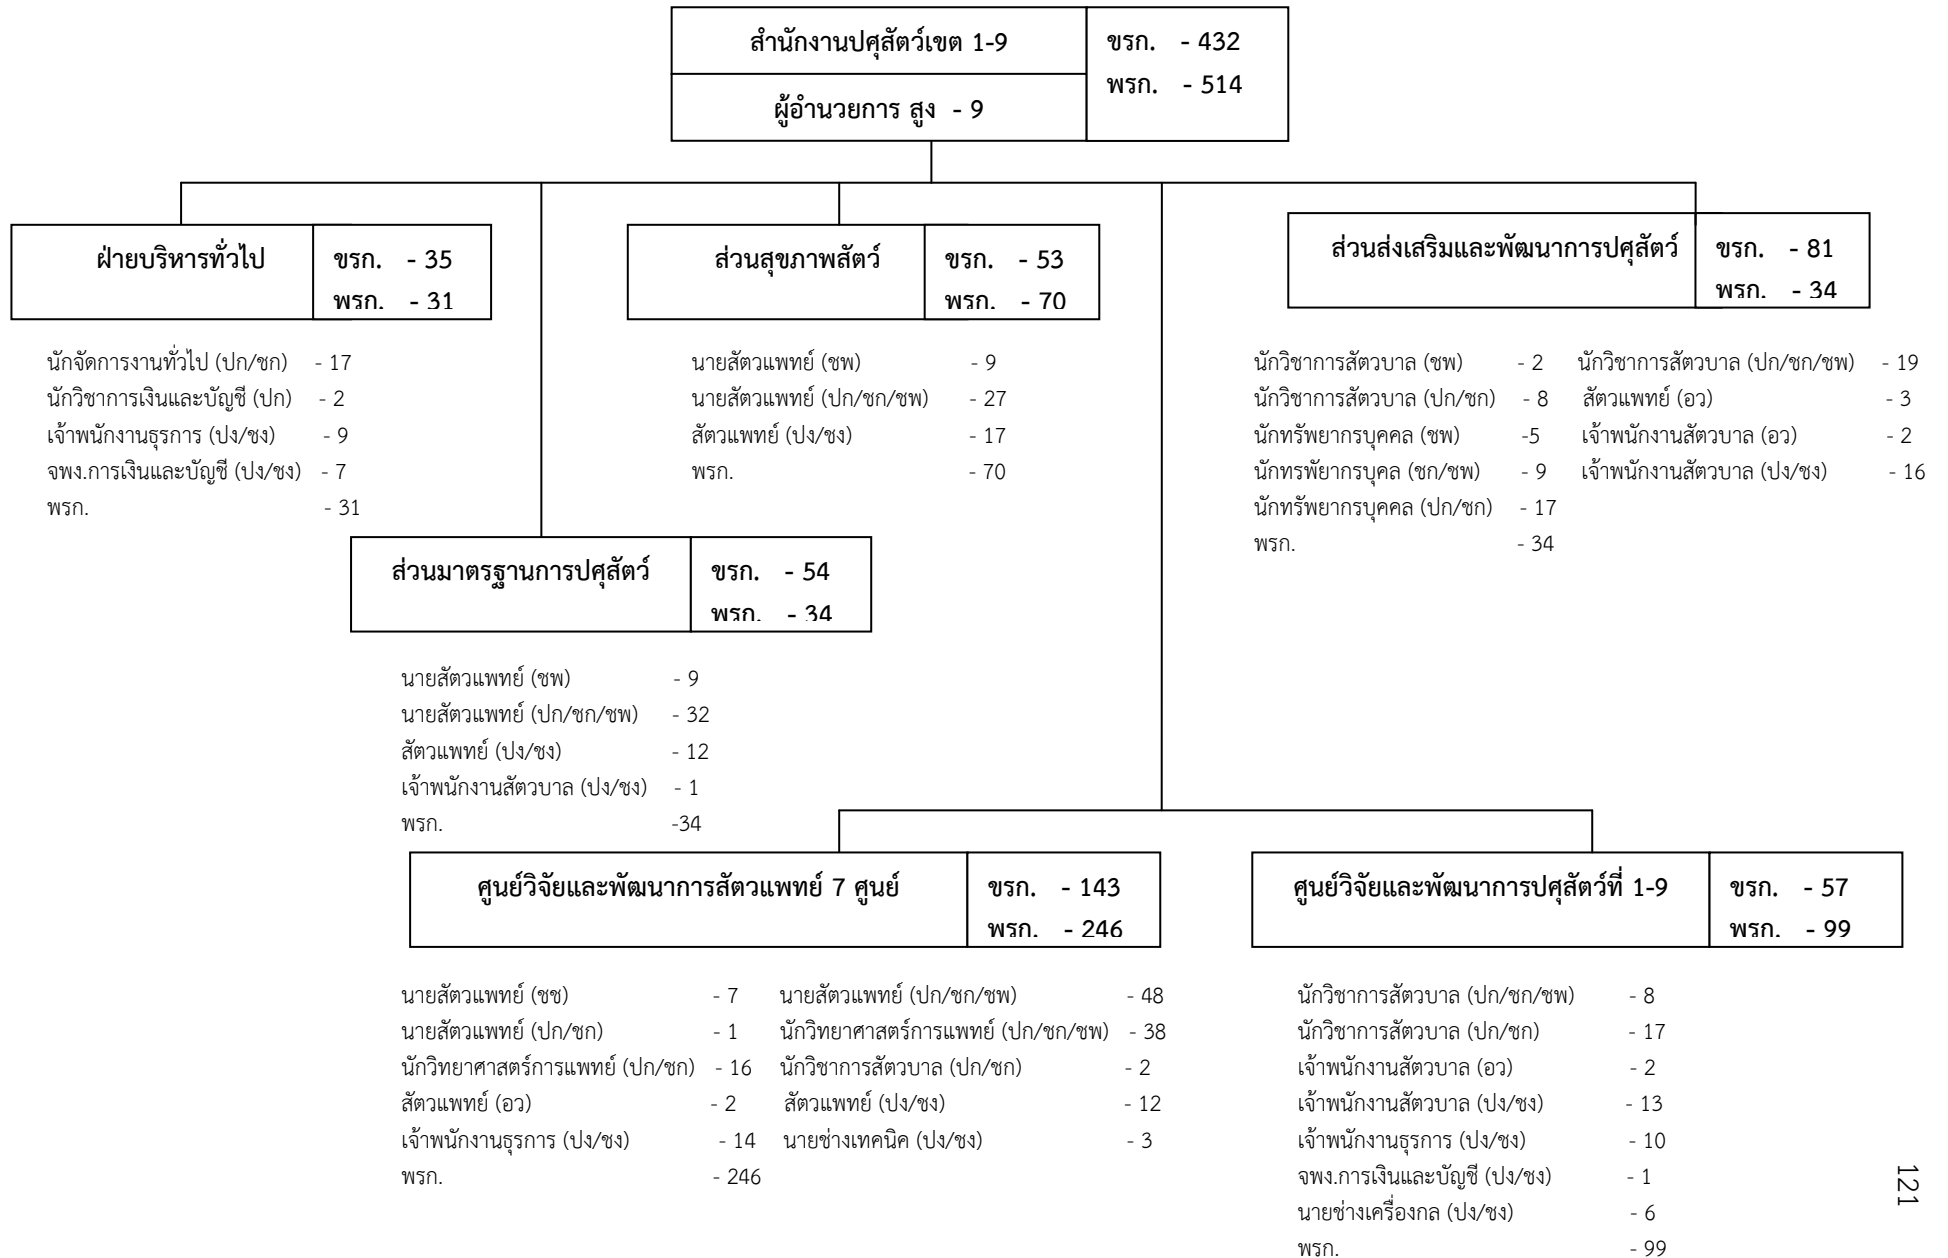 สำนักงานปศุสัตว์เขต 1-9
ผู้อำนวยการ สูง - 9
ขรก. - 432
พรก. - 514
ฝ่ายบริหารทั่วไป
ขรก. - 35
พรก. - 31
นักจัดการงานทั่วไป (ปก/ชก) - 17
นักวิชาการเงินและบัญชี (ปก) - 2
เจ้าพนักงานธุรการ (ปง/ชง) - 9
จพง.การเงินและบัญชี (ปง/ชง) - 7
พรก. - 31
ส่วนสุขภาพสัตว์
ขรก. - 53
พรก. - 70
นายสัตวแพทย์ (ชพ) - 9
นายสัตวแพทย์ (ปก/ชก/ชพ) - 27
สัตวแพทย์ (ปง/ชง) - 17
พรก. - 70
ส่วนส่งเสริมและพัฒนาการปศุสัตว์
ขรก. - 81
พรก. - 34
นักวิชาการสัตวบาล (ชพ) - 2 นักวิชาการสัตวบาล (ปก/ชก/ชพ) - 19
นักวิชาการสัตวบาล (ปก/ชก) - 8 สัตวแพทย์ (อว) - 3
นักทรัพยากรบุคคล (ชพ) -5 เจ้าพนักงานสัตวบาล (อว) - 2
นักทรพัยากรบุคล (ชก/ชพ) - 9 เจ้าพนักงานสัตวบาล (ปง/ชง) - 16
นักทรัพยากรบุคคล (ปก/ชก) - 17
พรก. - 34
ส่วนมาตรฐานการปศุสัตว์
ขรก. - 54
พรก. - 34
นายสัตวแพทย์ (ชพ) - 9
นายสัตวแพทย์ (ปก/ชก/ชพ) - 32
สัตวแพทย์ (ปง/ชง) - 12
เจ้าพนักงานสัตวบาล (ปง/ชง) - 1
พรก. -34
ศูนย์วิจัยและพัฒนาการสัตวแพทย์ 7 ศูนย์
ขรก. - 143
พรก. - 246
นายสัตวแพทย์ (ชช) - 7 นายสัตวแพทย์ (ปก/ชก/ชพ) - 48
นายสัตวแพทย์ (ปก/ชก) - 1 นักวิทยาศาสตร์การแพทย์ (ปก/ชก/ชพ) - 38
นักวิทยาศาสตร์การแพทย์ (ปก/ชก) - 16 นักวิชาการสัตวบาล (ปก/ชก) - 2
สัตวแพทย์ (อว) - 2 สัตวแพทย์ (ปง/ชง) - 12
เจ้าพนักงานธุรการ (ปง/ชง) - 14 นายช่างเทคนิค (ปง/ชง) - 3
พรก. - 246
ศูนย์วิจัยและพัฒนาการปศุสัตว์ที่ 1-9
ขรก. - 57
พรก. - 99
นักวิชาการสัตวบาล (ปก/ชก/ชพ) - 8
นักวิชาการสัตวบาล (ปก/ชก) - 17
เจ้าพนักงานสัตวบาล (อว) - 2
เจ้าพนักงานสัตวบาล (ปง/ชง) - 13
เจ้าพนักงานธุรการ (ปง/ชง) - 10
จพง.การเงินและบัญชี (ปง/ชง) - 1
นายช่างเครื่องกล (ปง/ชง) - 6
พรก. - 99
121